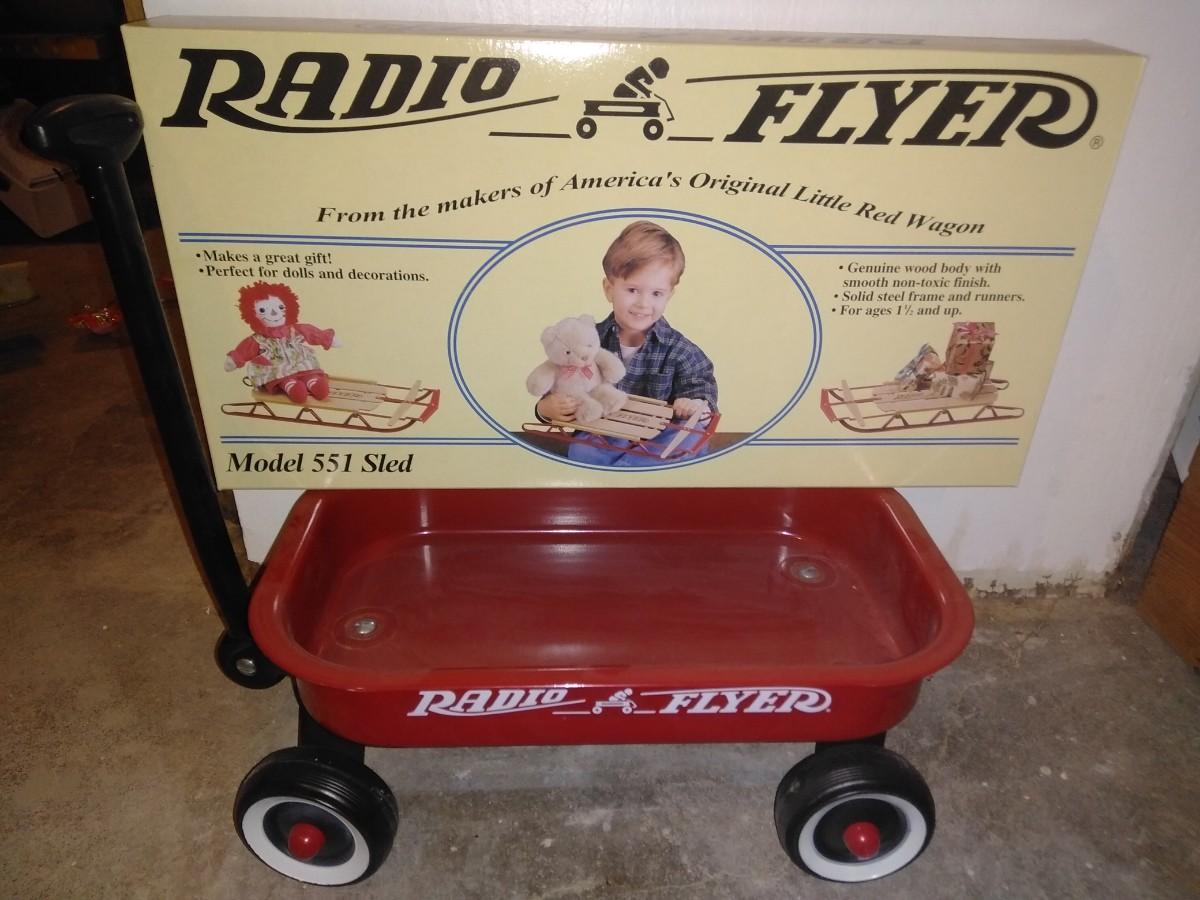 RADIO FLYER®
From the makers of America's Original Little Red Wagon
• Makes a great gift!
• Perfect for dolls and decorations.
• Genuine wood body with
smooth non-toxic finish.
• Solid steel frame and runners.
• For ages 1½ and up.
Model 551 Sled
RADIO FLYER